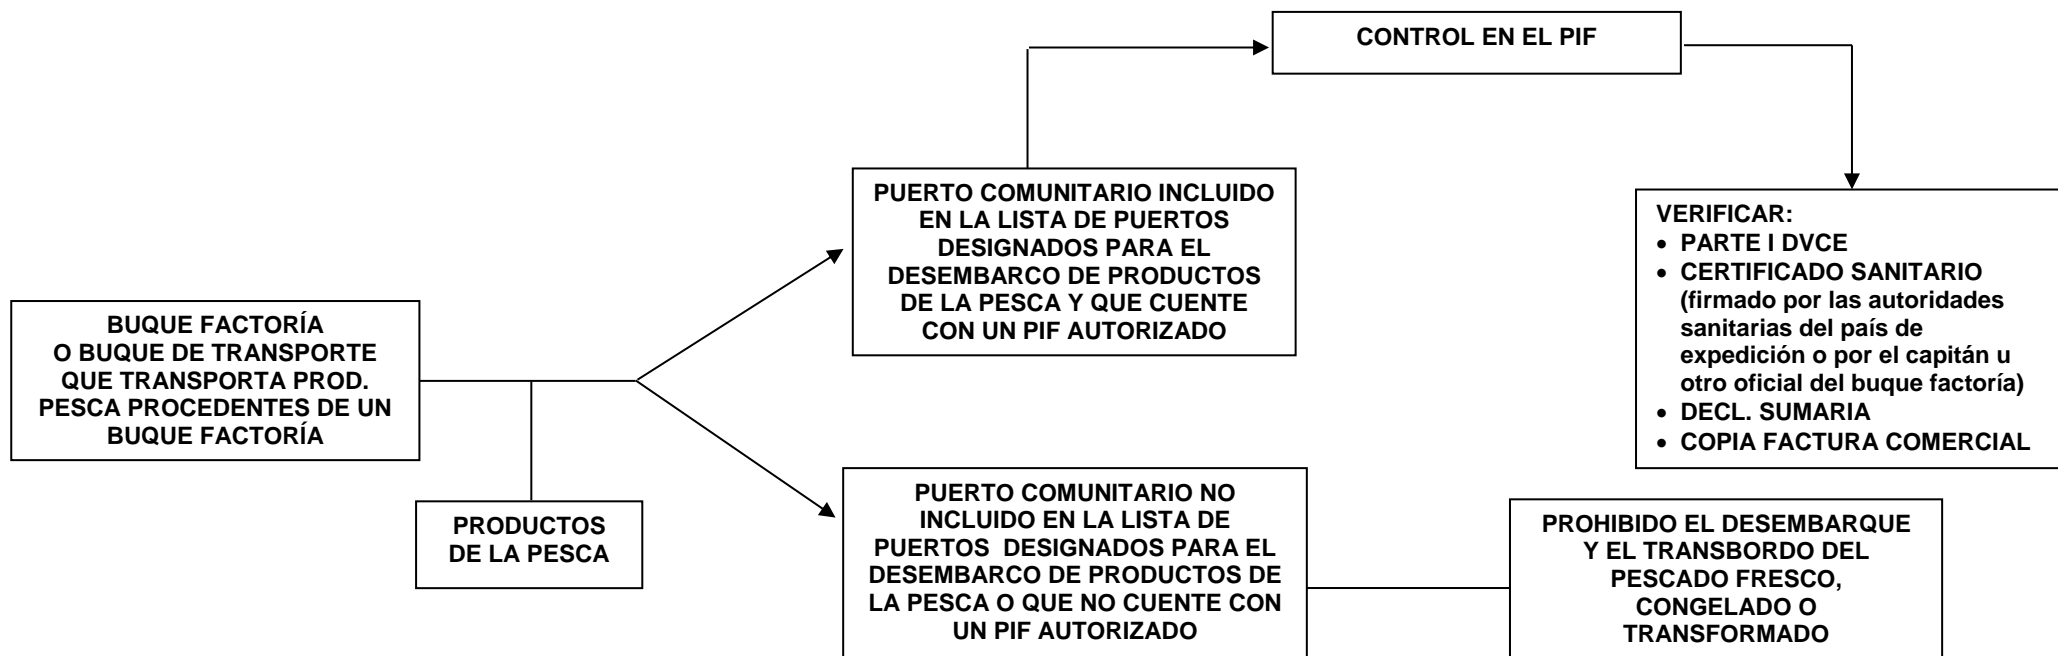 CONTROL EN EL PIF
PUERTO COMUNITARIO INCLUIDO
EN LA LISTA DE PUERTOS
DESIGNADOS PARA EL
DESEMBARCO DE PRODUCTOS
DE LA PESCA Y QUE CUENTE
CON UN PIF AUTORIZADO
VERIFICAR:
• PARTE I DVCE
• CERTIFICADO SANITARIO
(firmado por las autoridades
sanitarias del país de
expedición o por el capitán u
otro oficial del buque factoría)
• DECL. SUMARIA
• COPIA FACTURA COMERCIAL
BUQUE FACTORÍA
O BUQUE DE TRANSPORTE
QUE TRANSPORTA PROD.
PESCA PROCEDENTES DE UN
BUQUE FACTORÍA
PRODUCTOS
DE LA PESCA
PUERTO COMUNITARIO NO
INCLUIDO EN LA LISTA DE
PUERTOS DESIGNADOS PARA EL
DESEMBARCO DE PRODUCTOS DE
LA PESCA O QUE NO CUENTE CON
UN PIF AUTORIZADO
PROHIBIDO EL DESEMBARQUE
Y EL TRANSBORDO DEL
PESCADO FRESCO,
CONGELADO O
TRANSFORMADO